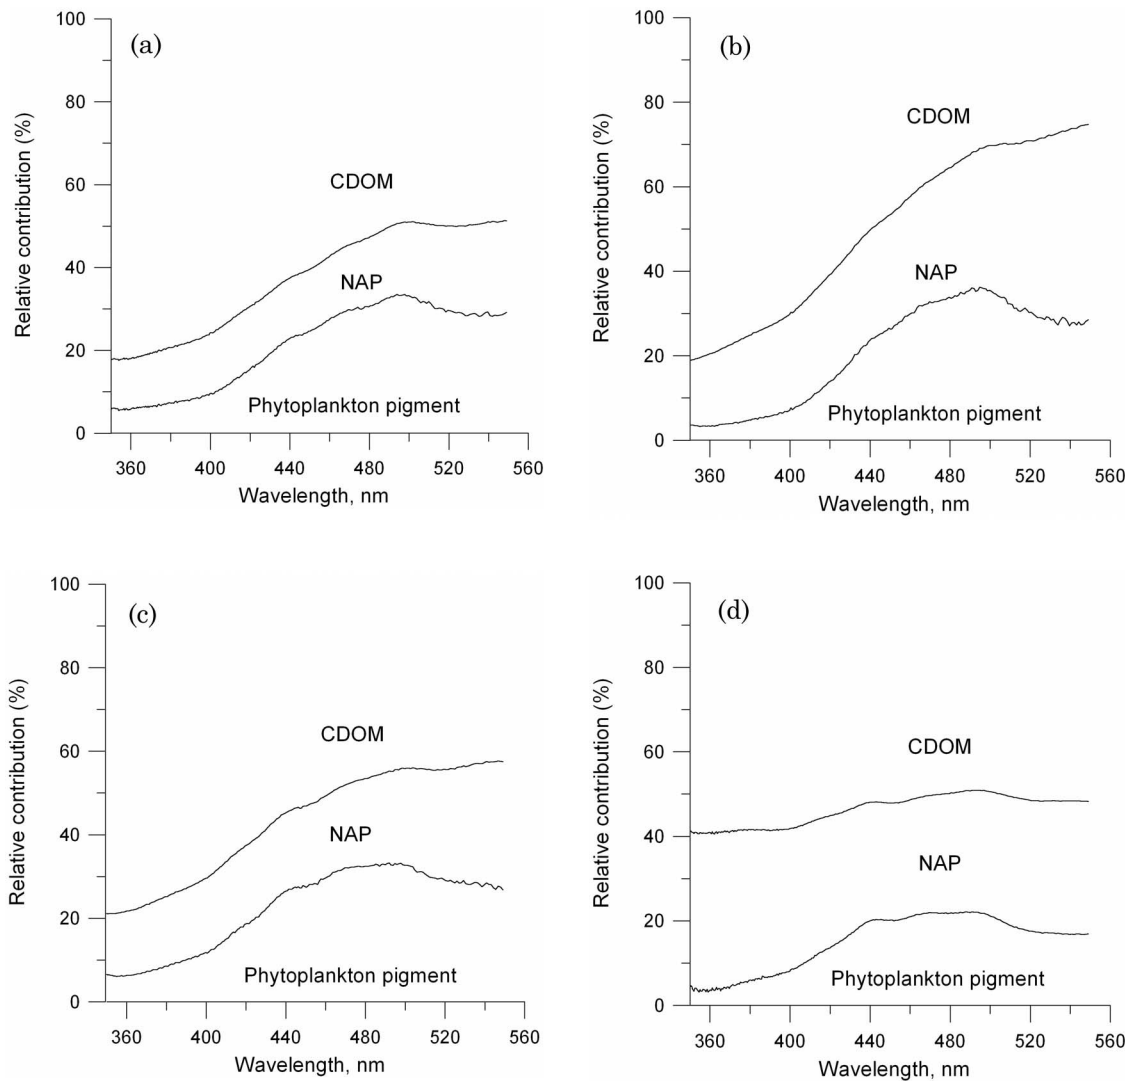 (a)
100
80
60
40
20
0
Relative contribution (%)
CDOM
NAP
Phytoplankton pigment
360 400 440 480 520 560
Wavelength, nm
(b)
100
80
60
40
20
0
Relative contribution (%)
CDOM
NAP
Phytoplankton pigment
360 400 440 480 520 560
Wavelength, nm
(c)
100
80
60
40
20
0
Relative contribution (%)
CDOM
NAP
Phytoplankton pigment
360 400 440 480 520 560
Wavelength, nm
(d)
100
80
60
40
20
0
Relative contribution (%)
CDOM
NAP
Phytoplankton pigment
360 400 440 480 520 560
Wavelength, nm